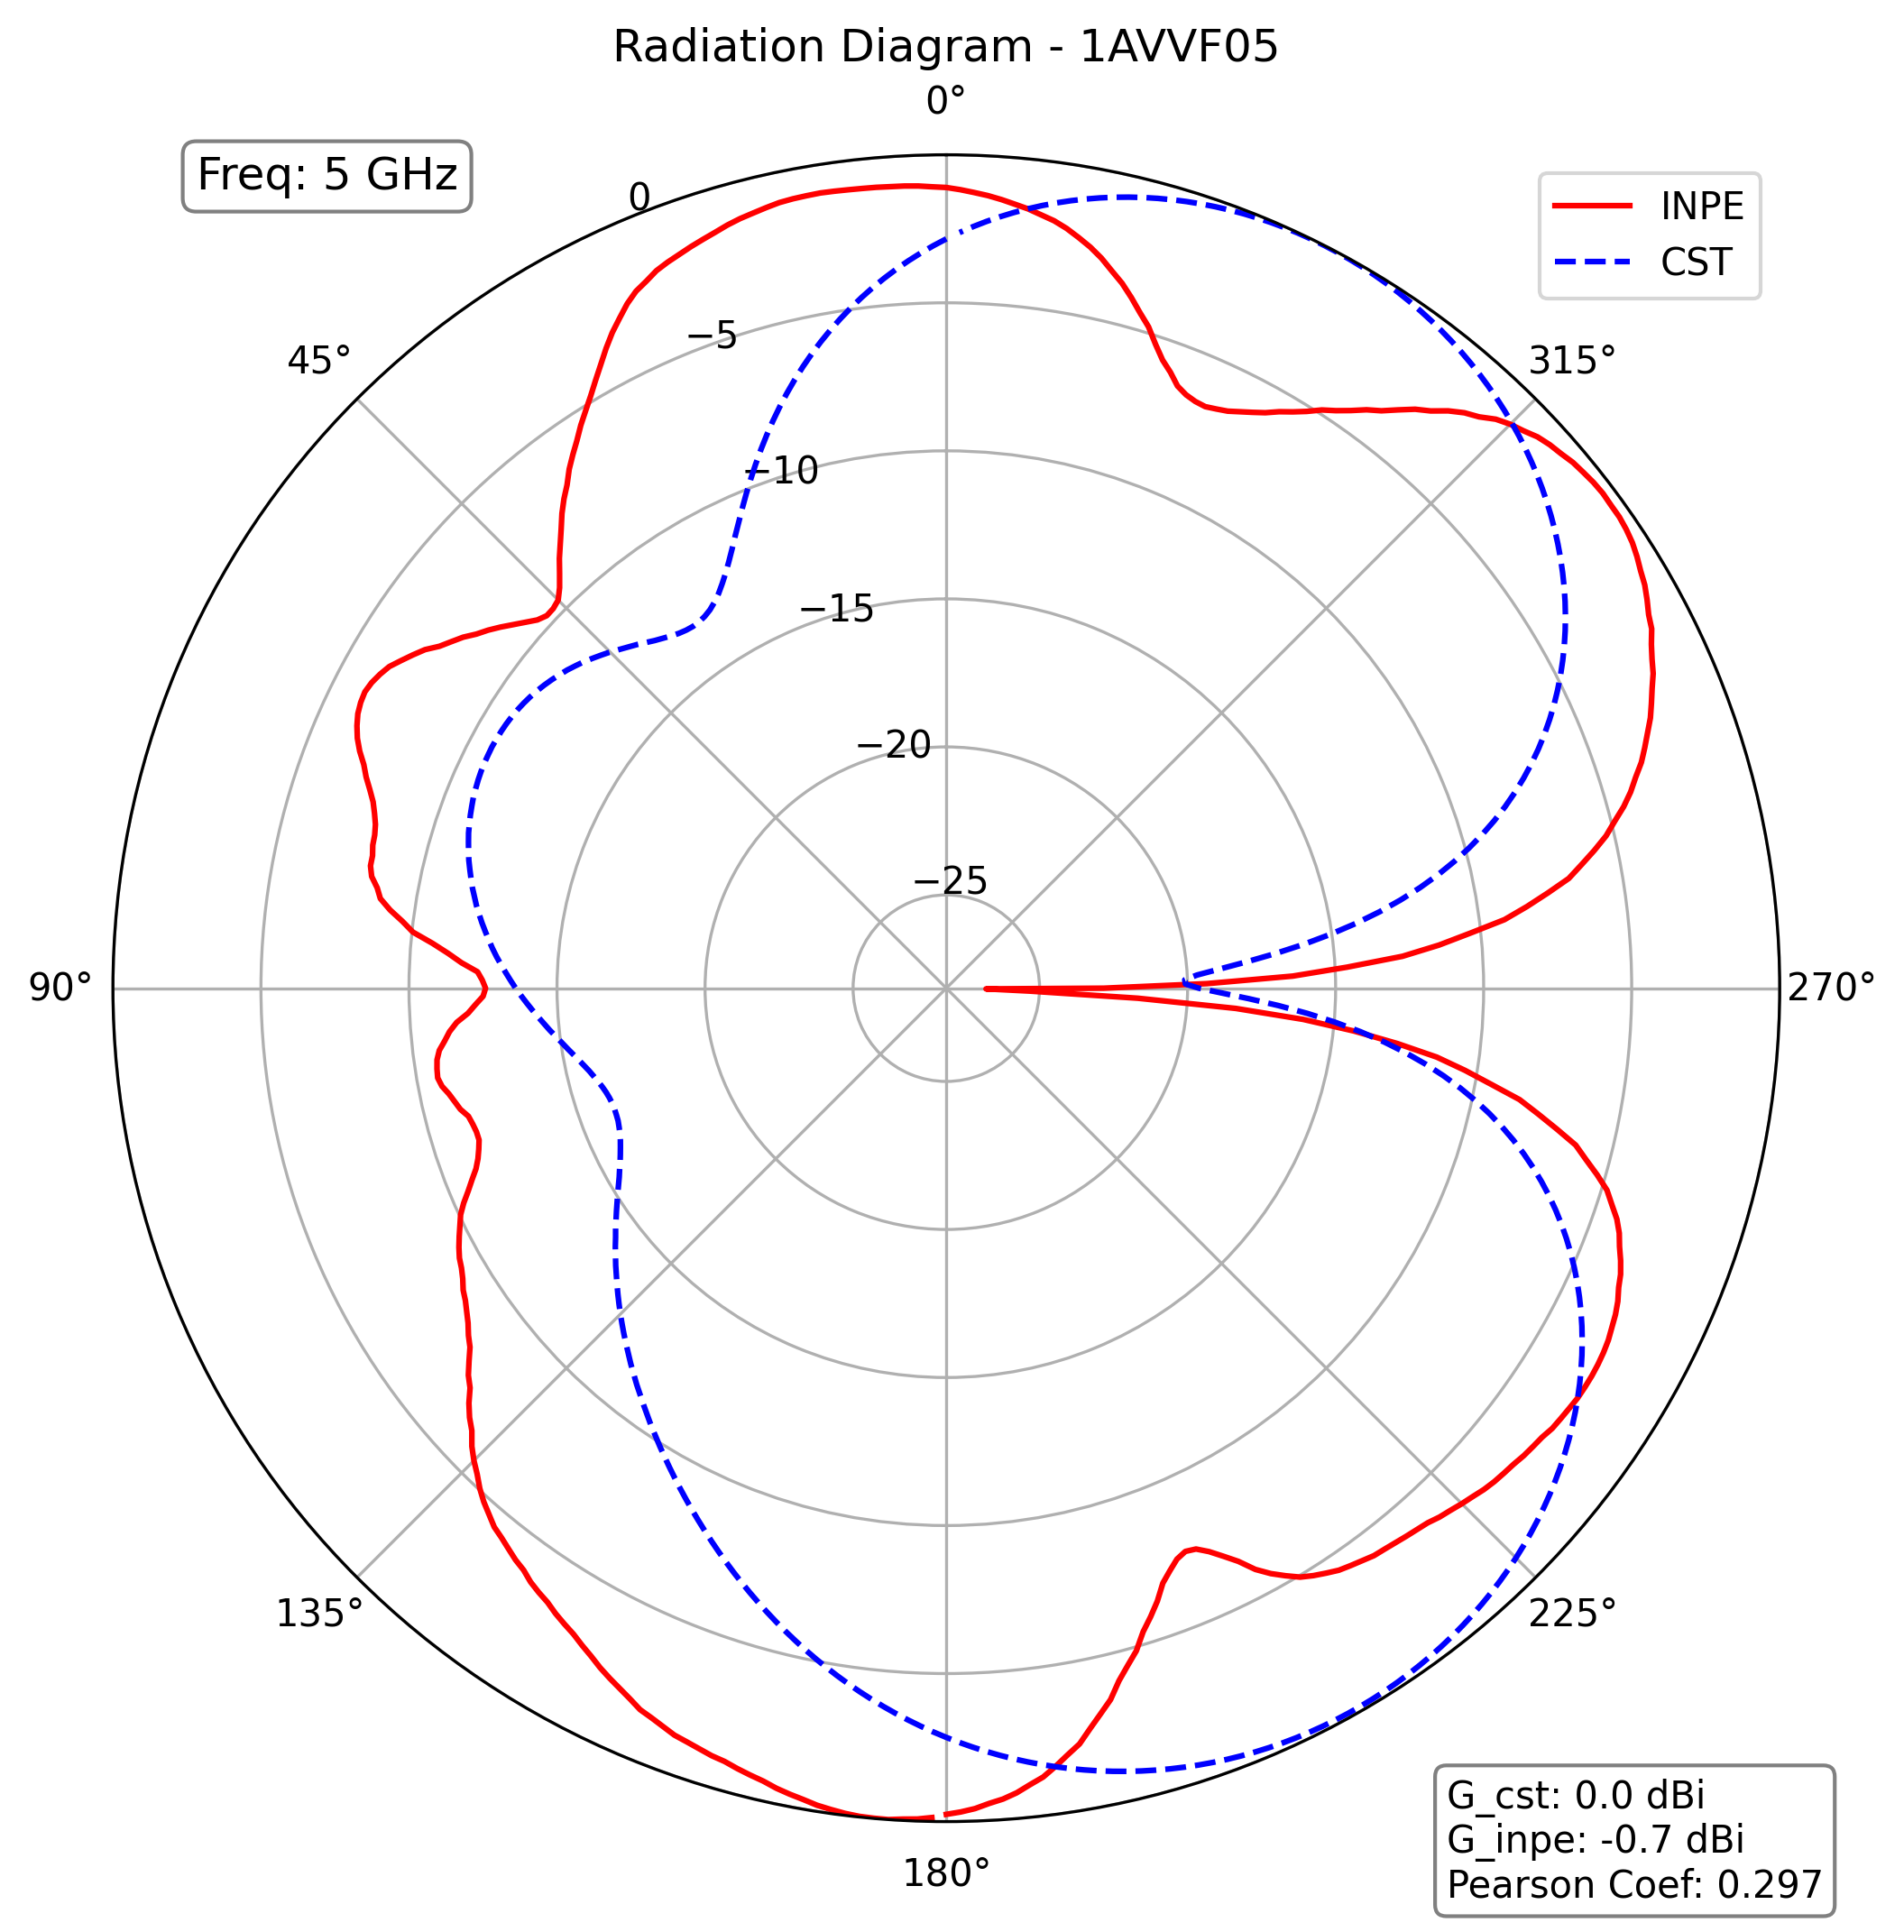 Radiation Diagram - 1AVVF05
0°
Freq: 5 GHz
0
INPE
CST
−5
45°
315°
−10
−15
−20
−25
90°
270°
135°
225°
180°
G_cst: 0.0 dBi
G_inpe: -0.7 dBi
Pearson Coef: 0.297